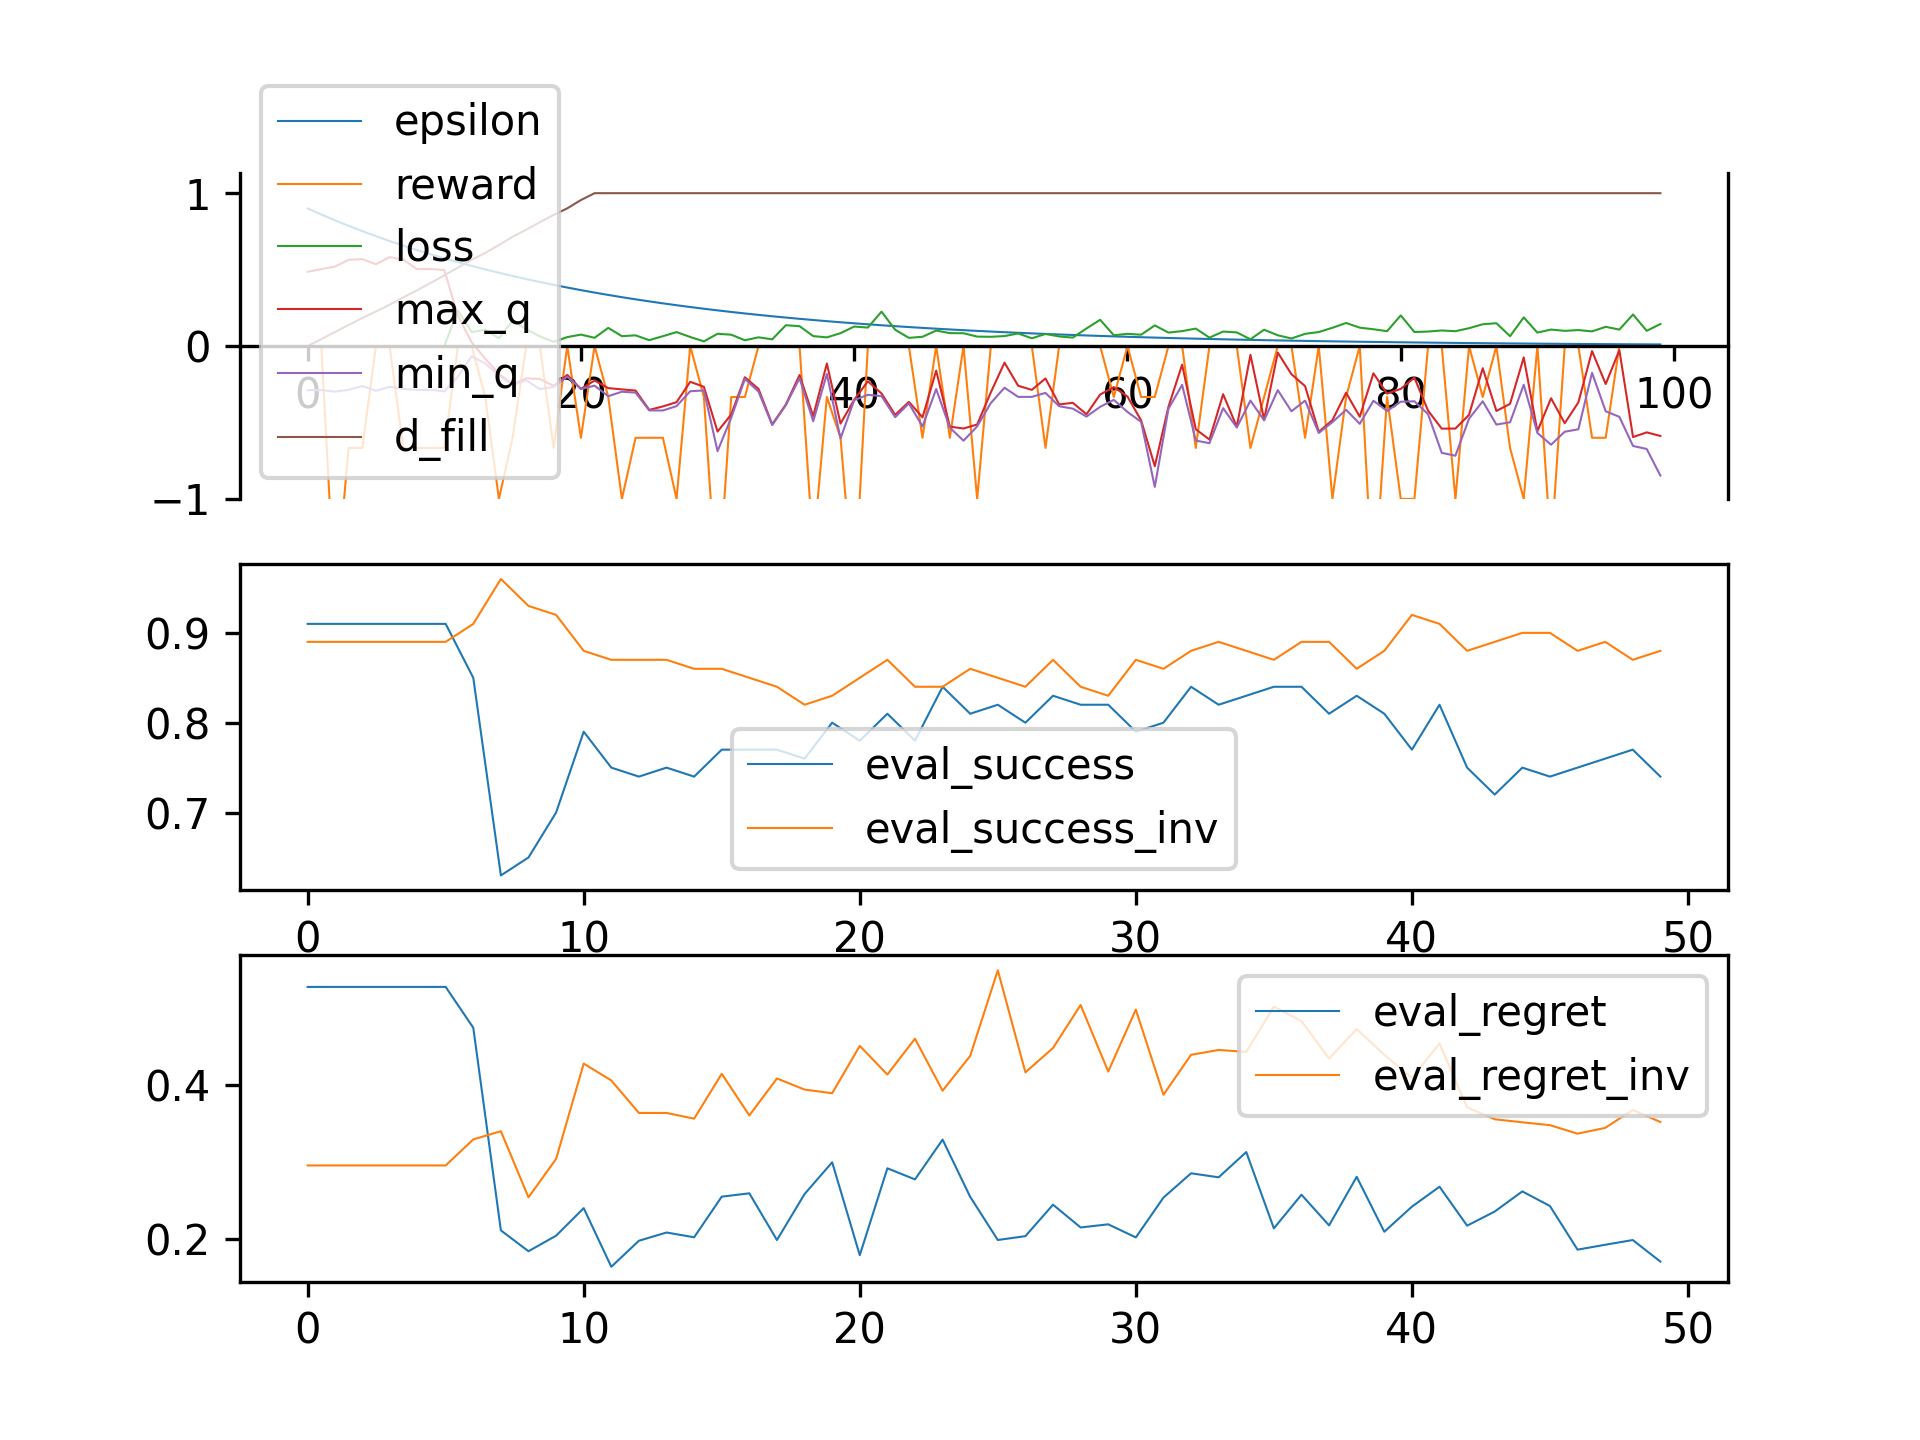 epsilon
reward
loss
max_q
min_q
d_fill
1
0
−1
0 20 40 60 80 100
0.9
0.8
0.7
eval_success
eval_success_inv
0 10 20 30 40 50
eval_regret
eval_regret_inv
0.4
0.2
0 10 20 30 40 50